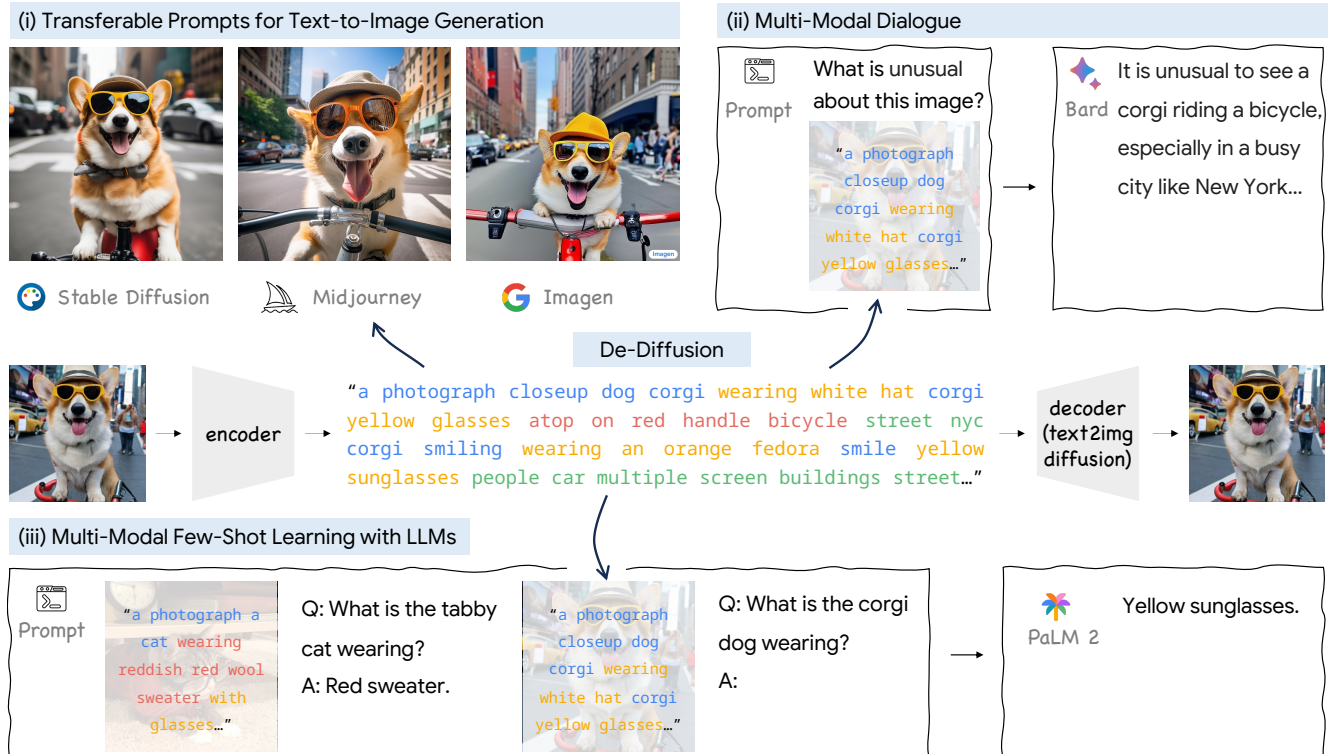 (i) Transferable Prompts for Text-to-Image Generation
Imagen
Stable Diffusion
Midjourney
Imagen
(ii) Multi-Modal Dialogue
Prompt
What is unusual
about this image?
“a photograph
closeup dog
corgi wearing
white hat corgi
yellow glasses…”
Bard
It is unusual to see a
corgi riding a bicycle,
especially in a busy
city like New York...
De-Diffusion
encoder
“a photograph closeup dog corgi wearing white hat corgi
yellow glasses atop on red handle bicycle street nyc
corgi smiling wearing an orange fedora smile yellow
sunglasses people car multiple screen buildings street…”
decoder
(text2img
diffusion)
(iii) Multi-Modal Few-Shot Learning with LLMs
Prompt
“a photograph a
cat wearing
reddish red wool
sweater with
glasses…”
Q: What is the tabby
cat wearing?
A: Red sweater.
“a photograph
closeup dog
corgi wearing
white hat corgi
yellow glasses…”
Q: What is the corgi
dog wearing?
A:
PaLM 2
Yellow sunglasses.